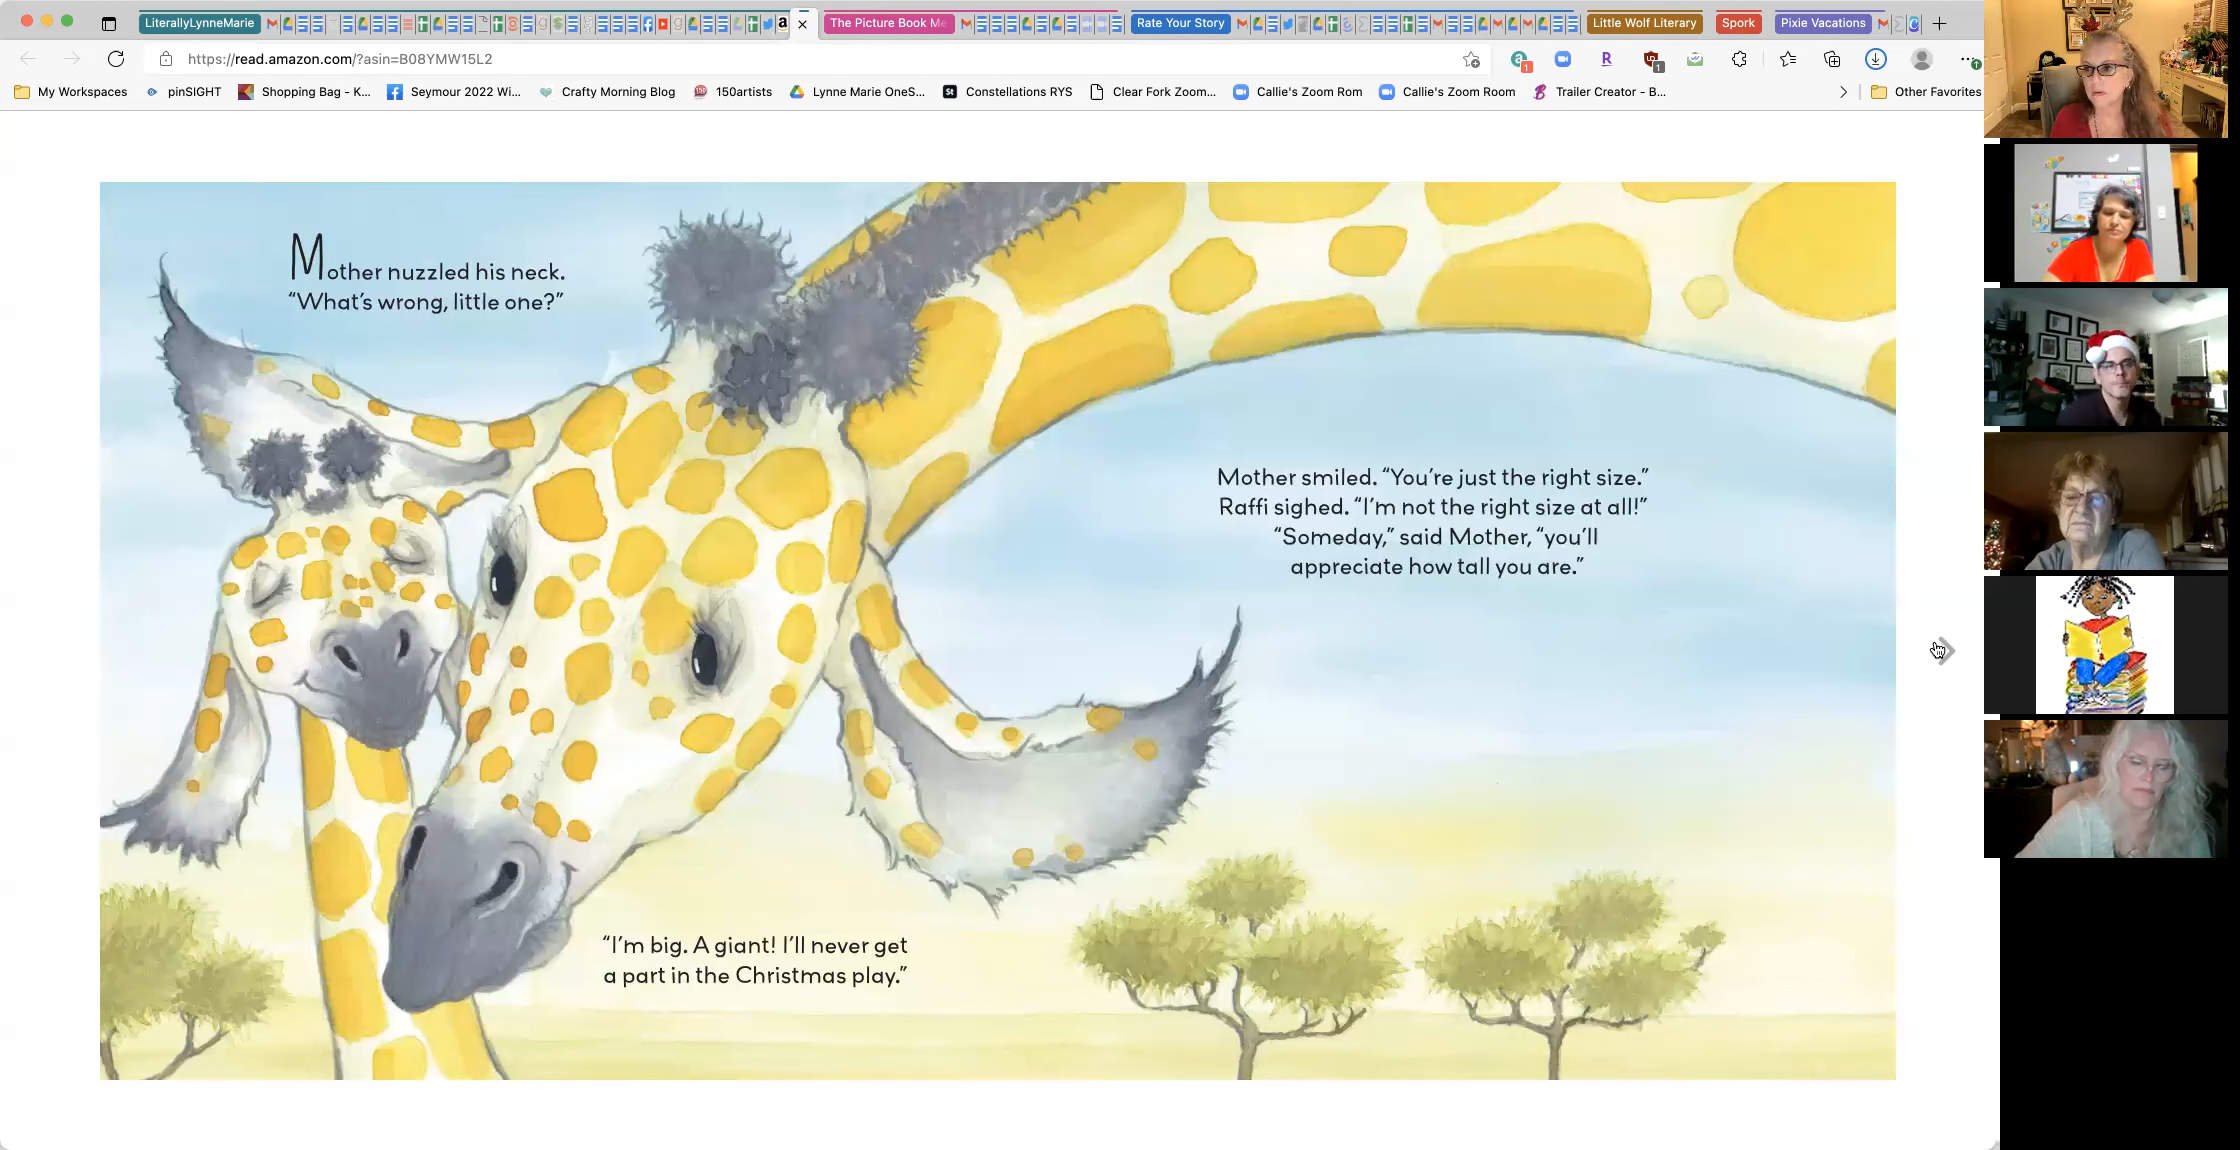 LiterallyLynneMarie
The Picture Book Me
Rate Your Story
Little Wolf Literary
Spork
Pixie Vacations
https://read.amazon.com/?asin=B08YMW15L2
My Workspaces
pinSIGHT
Shopping Bag - K...
Seymour 2022 Wi...
Crafty Morning Blog
150artists
Lynne Marie OneS...
Constellations RYS
Clear Fork Zoom...
Callie's Zoom Rom
Callie's Zoom Room
Trailer Creator - B...
Other Favorites
Mother nuzzled his neck.
“What’s wrong, little one?”
Mother smiled. “You’re just the right size.”
Raffi sighed. “I’m not the right size at all!”
“Someday,” said Mother, “you’ll
appreciate how tall you are.”
“I’m big. A giant! I’ll never get
a part in the Christmas play.”